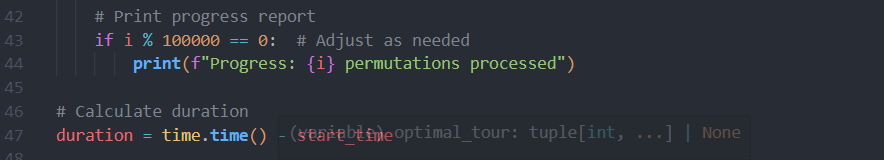 42 # Print progress report
43 if i % 100000 == 0:  # Adjust as needed
44 print(f"Progress: {i} permutations processed")
45
46 # Calculate duration
47 duration = time.time() - start_time
(variable) optimal_tour: tuple[int, ...] | None
48